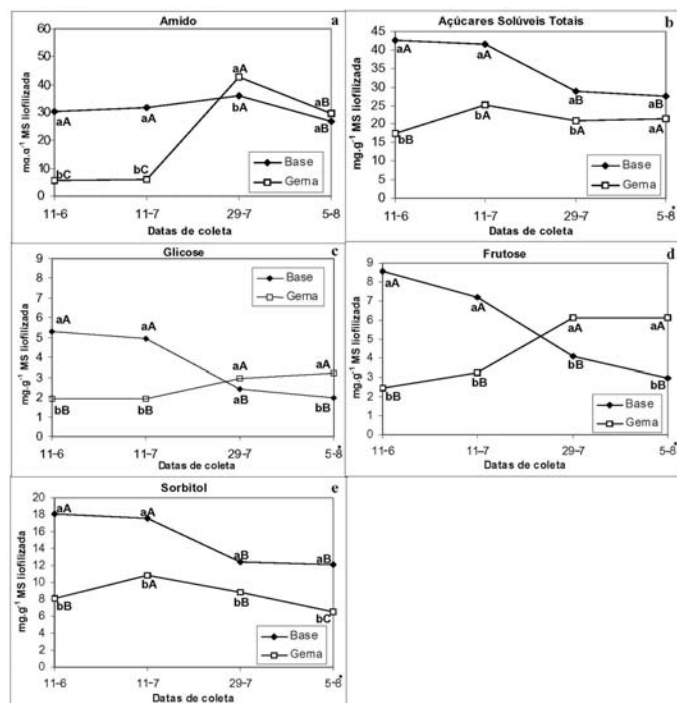 Amido
a
mg.g⁻¹ MS liofilizada
60
50
40
30
20
10
0
aA
aA
aA
bA
aB
aB
bC
bC
Base
Gema
11-6
11-7
29-7
5-8
Datas de coleta
Açúcares Solúveis Totais
b
mg.g⁻¹ MS liofilizada
45
40
35
30
25
20
15
10
5
0
aA
aA
aB
aB
bB
bA
bA
aA
Base
Gema
11-6
11-7
29-7
5-8*
Datas de coleta
Glicose
c
mg.g⁻¹ MS liofilizada
9
8
7
6
5
4
3
2
1
0
aA
aA
aA
aA
bB
bB
aB
bB
Base
Gema
11-6
11-7
29-7
5-8*
Datas de coleta
Frutose
d
mg.g⁻¹ MS liofilizada
9
8
7
6
5
4
3
2
1
0
aA
aA
aA
aA
bB
bB
bB
bB
Base
Gema
11-6
11-7
29-7
5-8*
Datas de coleta
Sorbitol
e
mg.g⁻¹ MS liofilizada
20
18
16
14
12
10
8
6
4
2
0
aA
aA
aB
aB
bB
bA
bB
bC
Base
Gema
11-6
11-7
29-7
5-8*
Datas de coleta